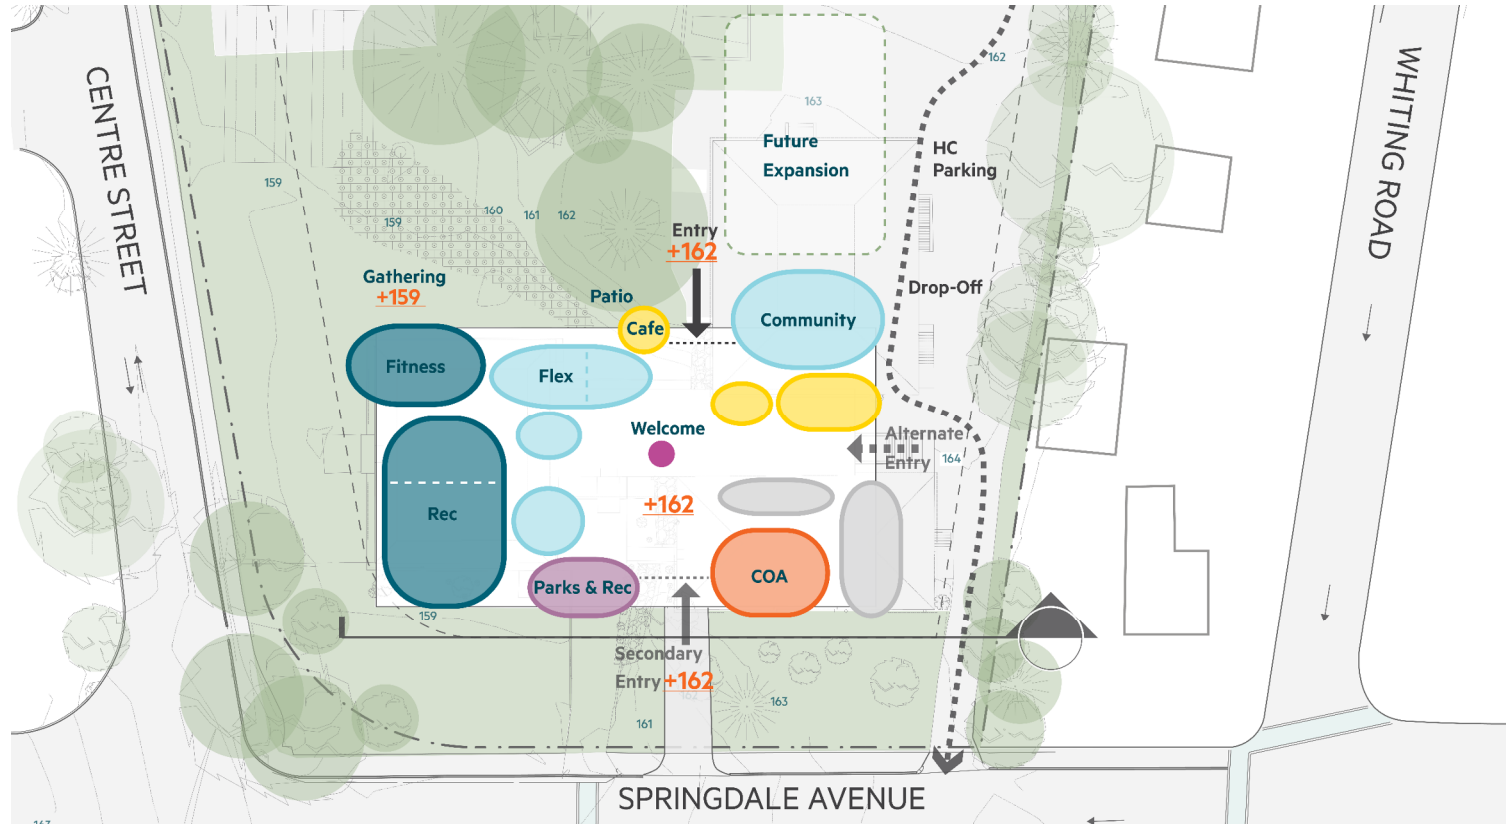 CENTRE STREET
WHITING ROAD
162
163
Future
Expansion
HC
Parking
159
160
161
162
159
Entry
+162
Gathering
+159
Patio
Drop-Off
Cafe
Community
Fitness
Flex
Welcome
Alternate
Entry
164
+162
Rec
COA
Parks & Rec
159
Secondary
Entry +162
162
163
161
SPRINGDALE AVENUE